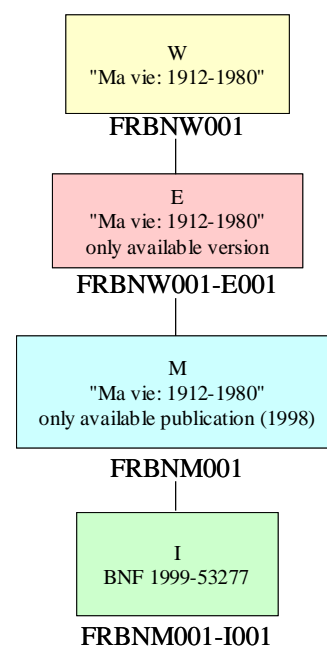 W
"Ma vie: 1912-1980"
FRBNW001
E
"Ma vie: 1912-1980"
only available version
FRBNW001-E001
M
"Ma vie: 1912-1980"
only available publication (1998)
FRBNM001
I
BNF 1999-53277
FRBNM001-I001